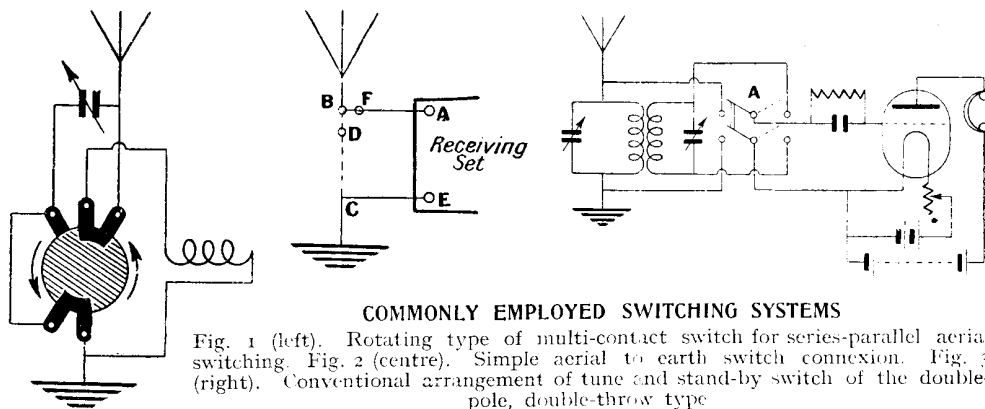 A
B
F
A
D
Receiving
Set
C
E
COMMONLY EMPLOYED SWITCHING SYSTEMS
Fig. 1 (left). Rotating type of multi-contact switch for series-parallel aeria
switching. Fig. 2 (centre). Simple aerial to earth switch connexion. Fig. 3
(right). Conventional arrangement of tune and stand-by switch of the double-
pole, double-throw type